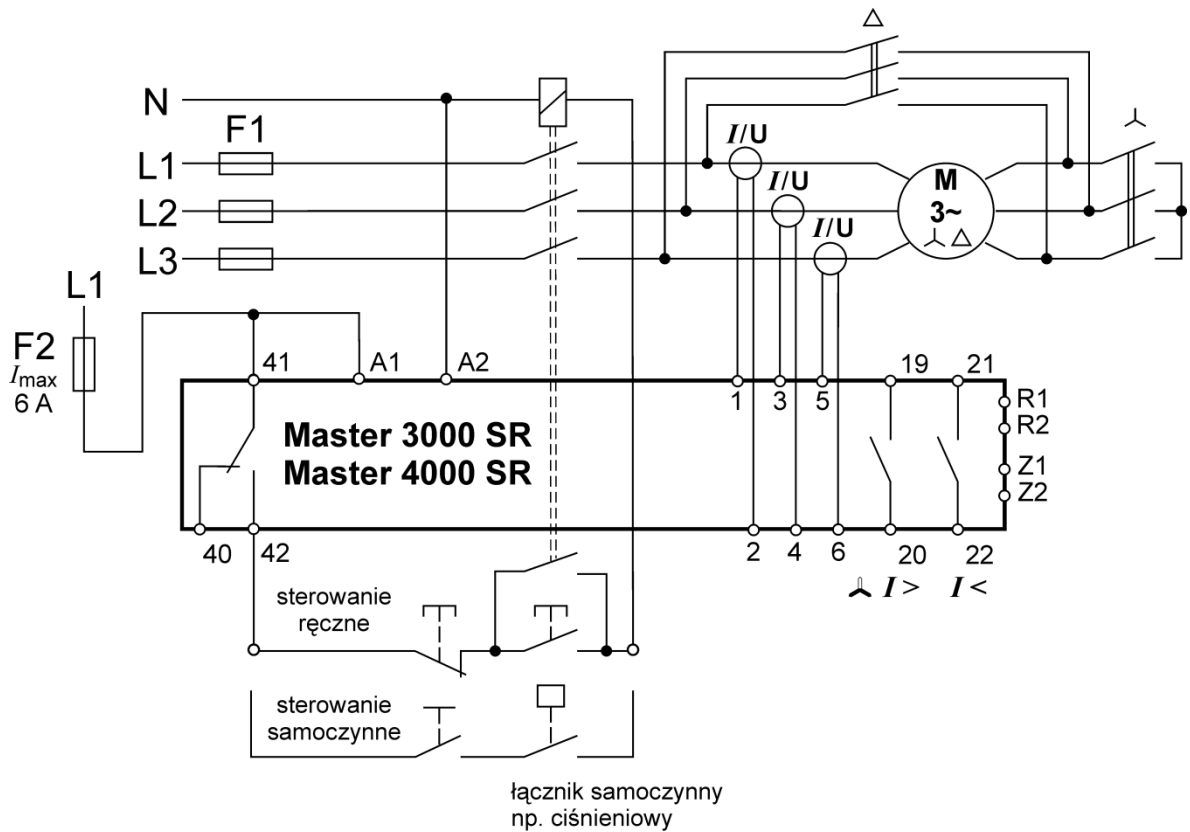 N
F1
L1
L2
L3
L1
F2
Imax
6 A
I/U
I/U
I/U
M
3~
41
A1
A2
1
3
5
19
21
R1
R2
Z1
Z2
Master 3000 SR
Master 4000 SR
40
42
2
4
6
20
22
I >
I <
sterowanie
ręczne
sterowanie
samoczynne
łącznik samoczynny
np. ciśnieniowy